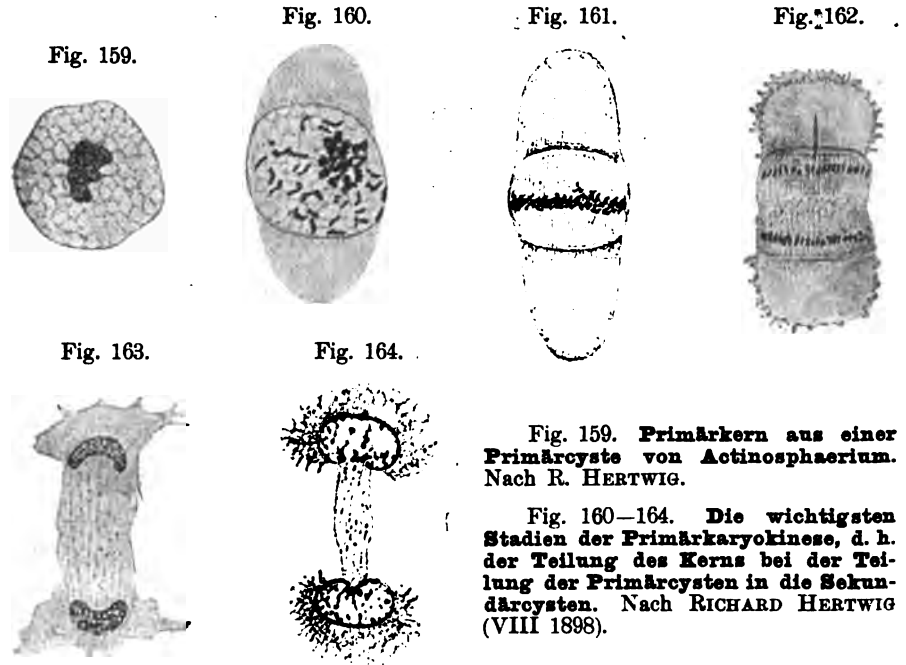 Fig. 159.
Fig. 160.
Fig. 161.
Fig. 162.
Fig. 163.
Fig. 164.
Fig. 159. Primärkern aus einer
Primärcyste von Actinosphaerium.
Nach R. HERTWIG.
Fig. 160—164. Die wichtigsten
Stadien der Primärkaryokinese, d. h.
der Teilung des Kerns bei der Tei-
lung der Primärcysten in die Sekun-
därcysten. Nach RICHARD HERTWIG
(VIII 1898).